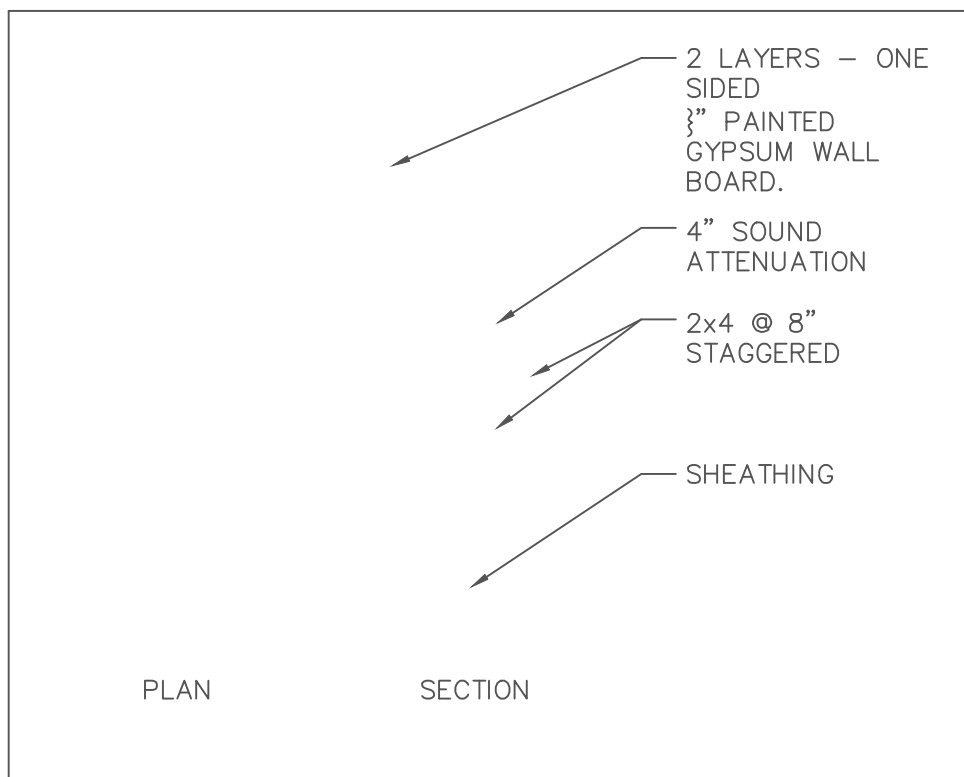 2 LAYERS – ONE
SIDED
}” PAINTED
GYPSUM WALL
BOARD.
4” SOUND
ATTENUATION
2x4 @ 8”
STAGGERED
SHEATHING
PLAN SECTION